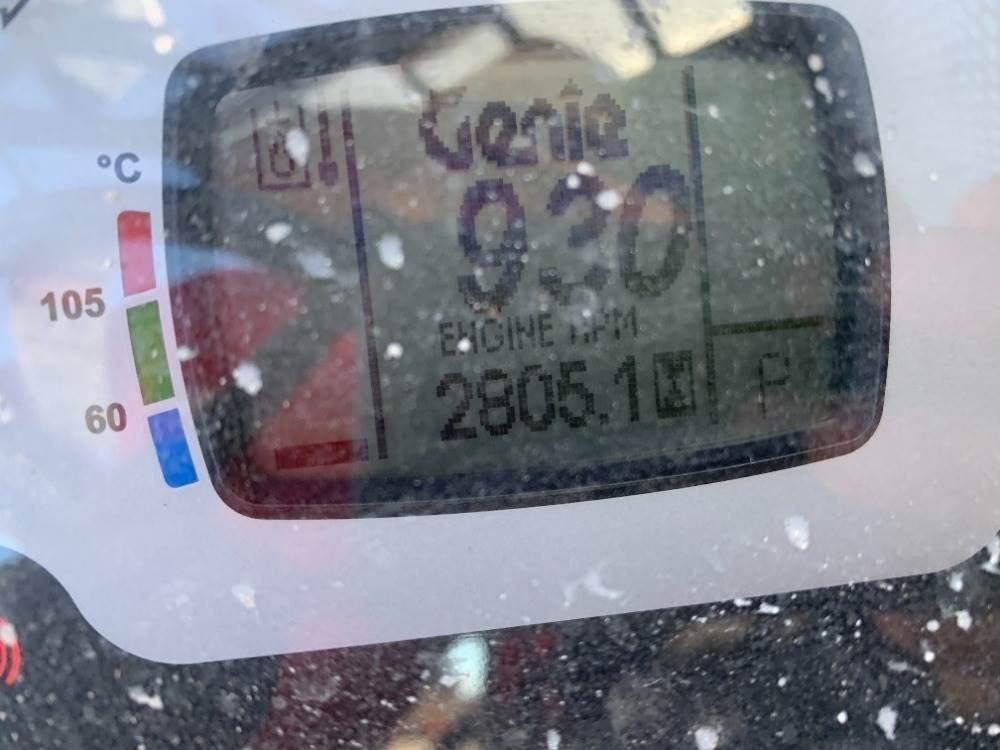 °C
105
60
Genie
930
ENGINE RPM
2805.1
P